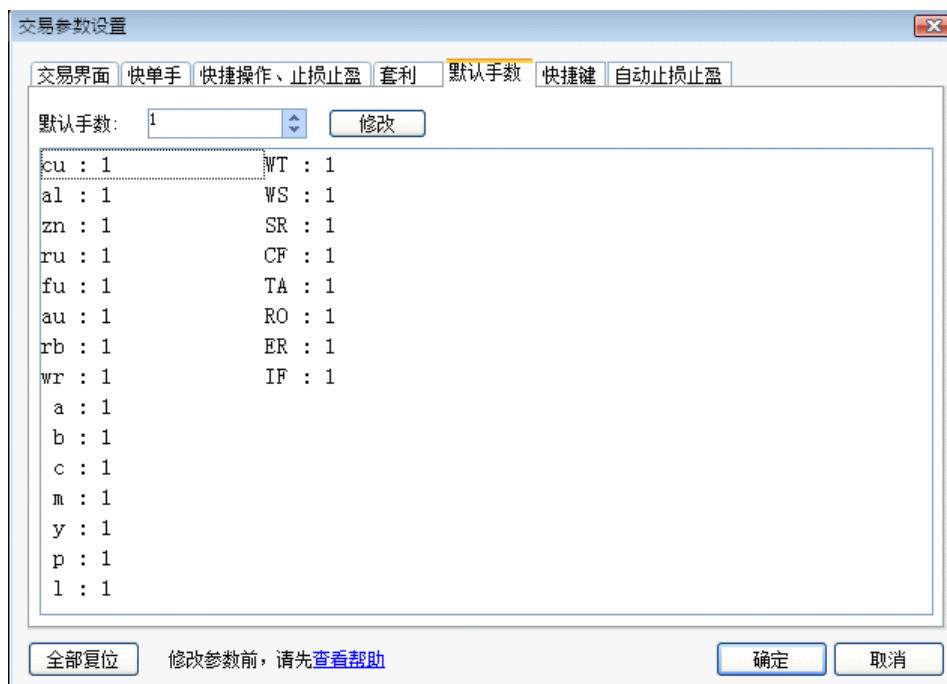 交易参数设置
交易界面 快单手 快捷操作、止损止盈 套利 默认手数 快捷键 自动止损止盈
默认手数: 1 修改
cu : 1 WT : 1
al : 1 WS : 1
zn : 1 SR : 1
ru : 1 CF : 1
fu : 1 TA : 1
au : 1 RO : 1
rb : 1 ER : 1
wr : 1 IF : 1
a : 1
b : 1
c : 1
m : 1
y : 1
p : 1
l : 1
全部复位 修改参数前，请先查看帮助 确定 取消